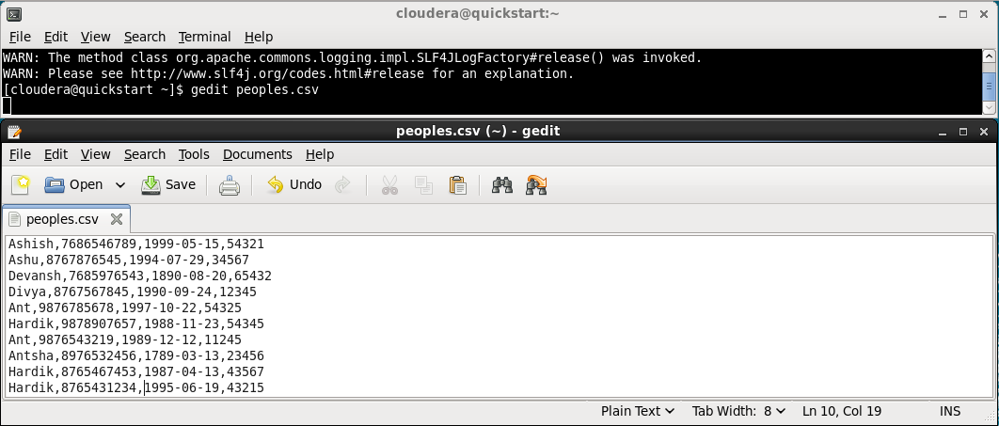 cloudera@quickstart:~
File Edit View Search Terminal Help
WARN: The method class org.apache.commons.logging.impl.SLF4JLogFactory#release() was invoked.
WARN: Please see http://www.slf4j.org/codes.html#release for an explanation.
[cloudera@quickstart ~]$ gedit peoples.csv
peoples.csv (~) - gedit
File Edit View Search Tools Documents Help
Open Save Undo
peoples.csv
Ashish,7686546789,1999-05-15,54321
Ashu,8767876545,1994-07-29,34567
Devansh,7685976543,1890-08-20,65432
Divya,8767567845,1990-09-24,12345
Ant,9876785678,1997-10-22,54325
Hardik,9878907657,1988-11-23,54345
Ant,9876543219,1989-12-12,11245
Antsha,8976532456,1789-03-13,23456
Hardik,8765467453,1987-04-13,43567
Hardik,8765431234,1995-06-19,43215
Plain Text Tab Width: 8 Ln 10, Col 19 INS